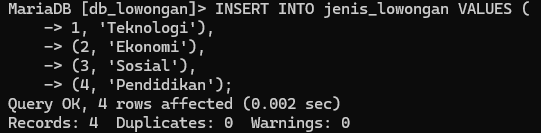 MariaDB [db_lowongan]> INSERT INTO jenis_lowongan VALUES (
    -> 1, 'Teknologi'),
    -> (2, 'Ekonomi'),
    -> (3, 'Sosial'),
    -> (4, 'Pendidikan');
Query OK, 4 rows affected (0.002 sec)
Records: 4  Duplicates: 0  Warnings: 0